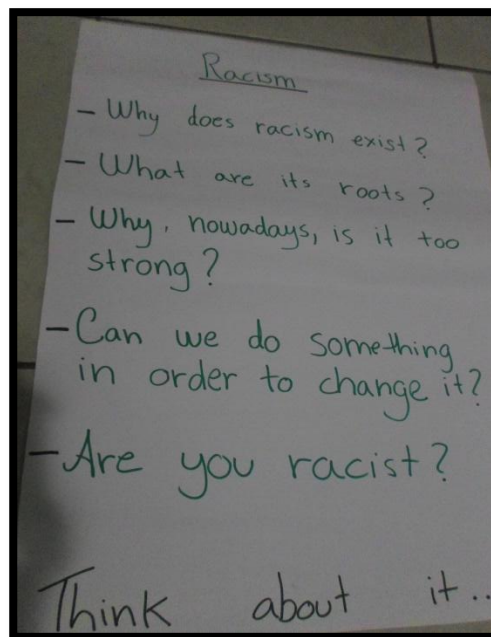 Racism
- Why does racism exist?
- What are its roots?
- Why, nowadays, is it too
strong?
- Can we do something
in order to change it?
- Are you racist?
Think about it..